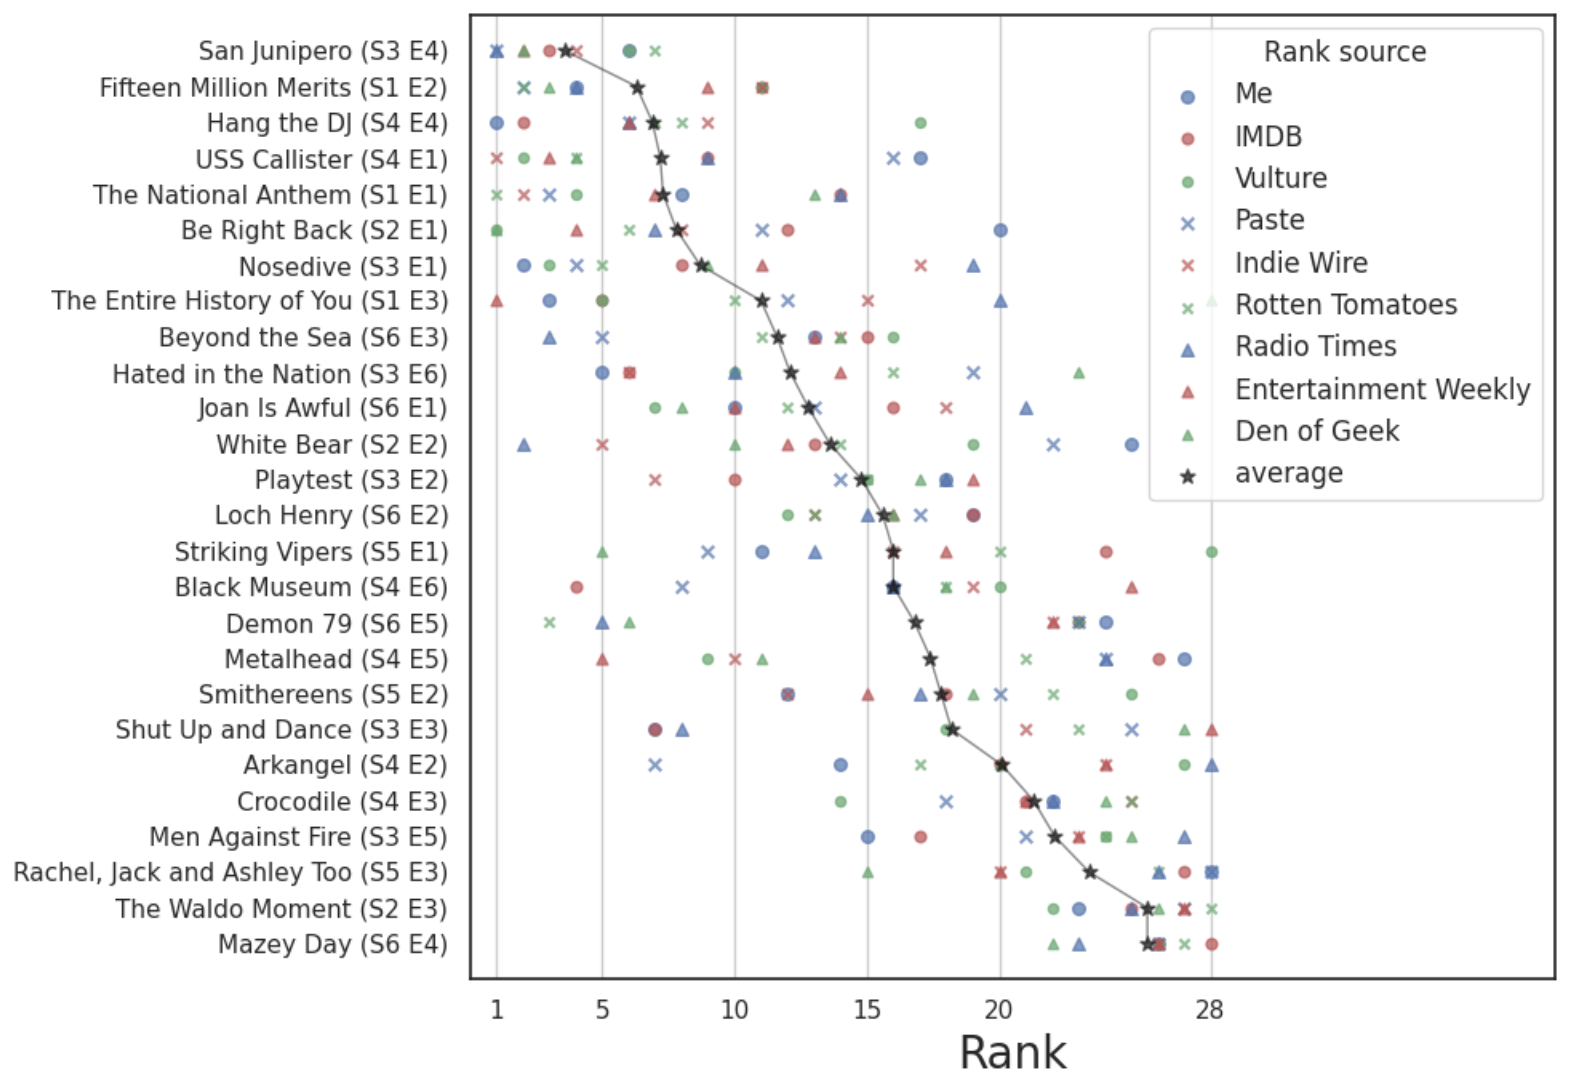 San Junipero (S3 E4)
Fifteen Million Merits (S1 E2)
Hang the DJ (S4 E4)
USS Callister (S4 E1)
The National Anthem (S1 E1)
Be Right Back (S2 E1)
Nosedive (S3 E1)
The Entire History of You (S1 E3)
Beyond the Sea (S6 E3)
Hated in the Nation (S3 E6)
Joan Is Awful (S6 E1)
White Bear (S2 E2)
Playtest (S3 E2)
Loch Henry (S6 E2)
Striking Vipers (S5 E1)
Black Museum (S4 E6)
Demon 79 (S6 E5)
Metalhead (S4 E5)
Smithereens (S5 E2)
Shut Up and Dance (S3 E3)
Arkangel (S4 E2)
Crocodile (S4 E3)
Men Against Fire (S3 E5)
Rachel, Jack and Ashley Too (S5 E3)
The Waldo Moment (S2 E3)
Mazey Day (S6 E4)
Rank source
Me
IMDB
Vulture
Paste
Indie Wire
Rotten Tomatoes
Radio Times
Entertainment Weekly
Den of Geek
average
1 5 10 15 20 28
Rank